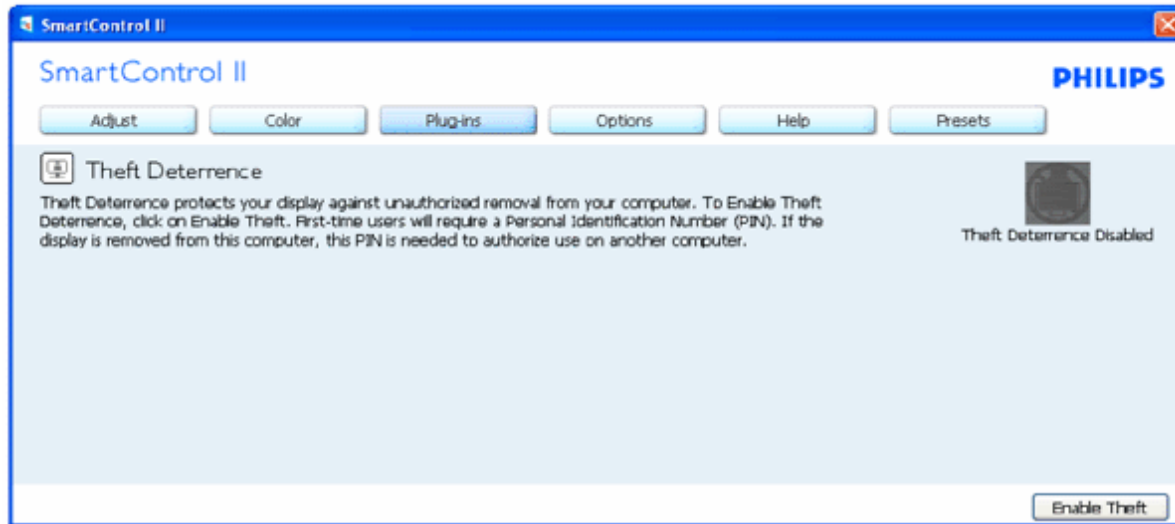 SmartControl II
SmartControl II
PHILIPS
Adjust Color Plug-ins Options Help Presets
Theft Deterrence
Theft Deterrence protects your display against unauthorized removal from your computer. To Enable Theft
Deterrence, click on Enable Theft. First-time users will require a Personal Identification Number (PIN). If the
display is removed from this computer, this PIN is needed to authorize use on another computer.
Theft Deterrence Disabled
Enable Theft